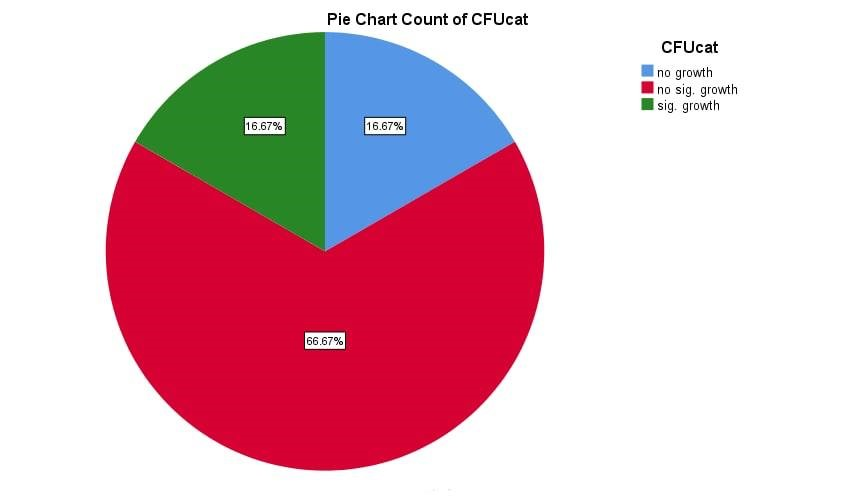 Pie Chart Count of CFUcat
CFUcat
no growth
no sig. growth
sig. growth
16.67%
16.67%
66.67%